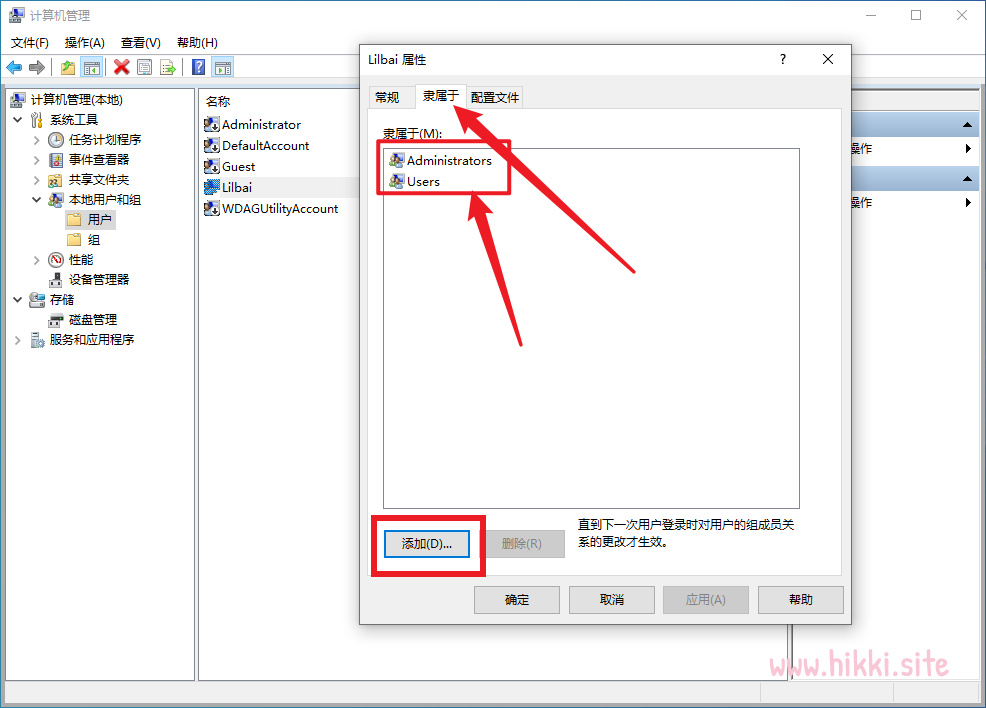 计算机管理
文件(F) 操作(A) 查看(V) 帮助(H)
计算机管理(本地)
系统工具
任务计划程序
事件查看器
共享文件夹
本地用户和组
用户
组
性能
设备管理器
存储
磁盘管理
服务和应用程序
名称
Administrator
DefaultAccount
Guest
Lilbai
WDAGUtilityAccount
Lilbai 属性
?
常规 隶属于 配置文件
隶属于(M):
Administrators
Users
添加(D)... 删除(R)
直到下一次用户登录时对用户的组成员关
系的更改才生效。
确定 取消 应用(A) 帮助
操作
操作
www.hikki.site